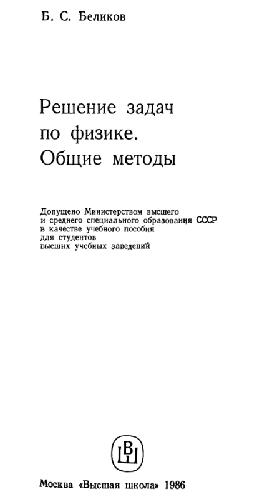 Б. С. Беликов
Решение задач
по физике.
Общие методы
Допущено Министерством высшего
и среднего специального образования СССР
в качестве учебного пособия
для студентов
высших учебных заведений
ВШ
Москва «Высшая школа» 1986